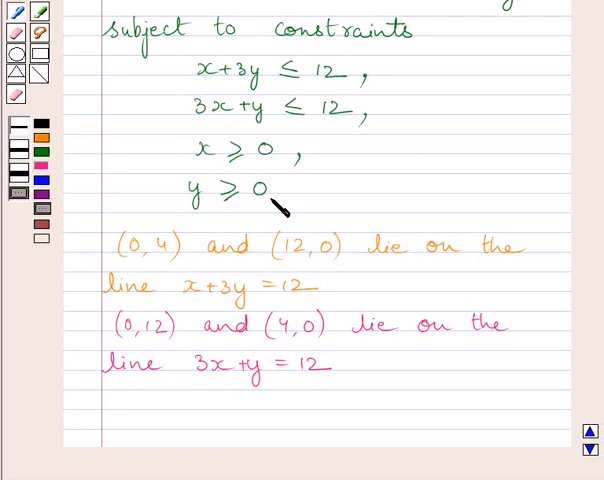 subject to constraints
x+3y ≤ 12 ,
3x+y ≤ 12 ,
x ≥ 0 ,
y ≥ 0
(0,4) and (12,0) lie on the
line x+3y =12
(0,12) and (4,0) lie on the
line 3x+y = 12